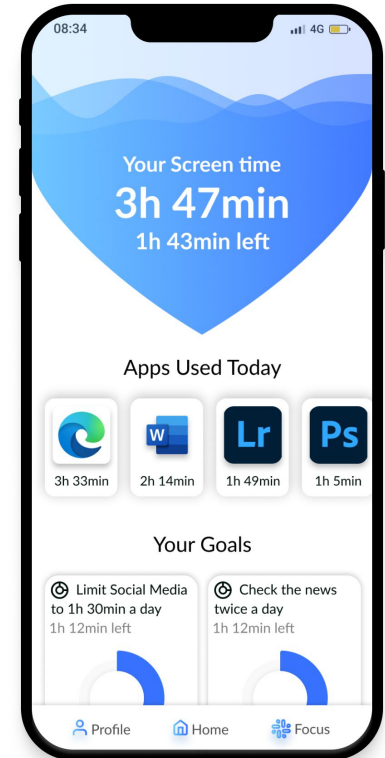 08:34
4G
Your Screen time
3h 47min
1h 43min left
Apps Used Today
W
Lr
Ps
3h 33min
2h 14min
1h 49min
1h 5min
Your Goals
Limit Social Media
to 1h 30min a day
1h 12min left
Check the news
twice a day
1h 12min left
Profile
Home
Focus